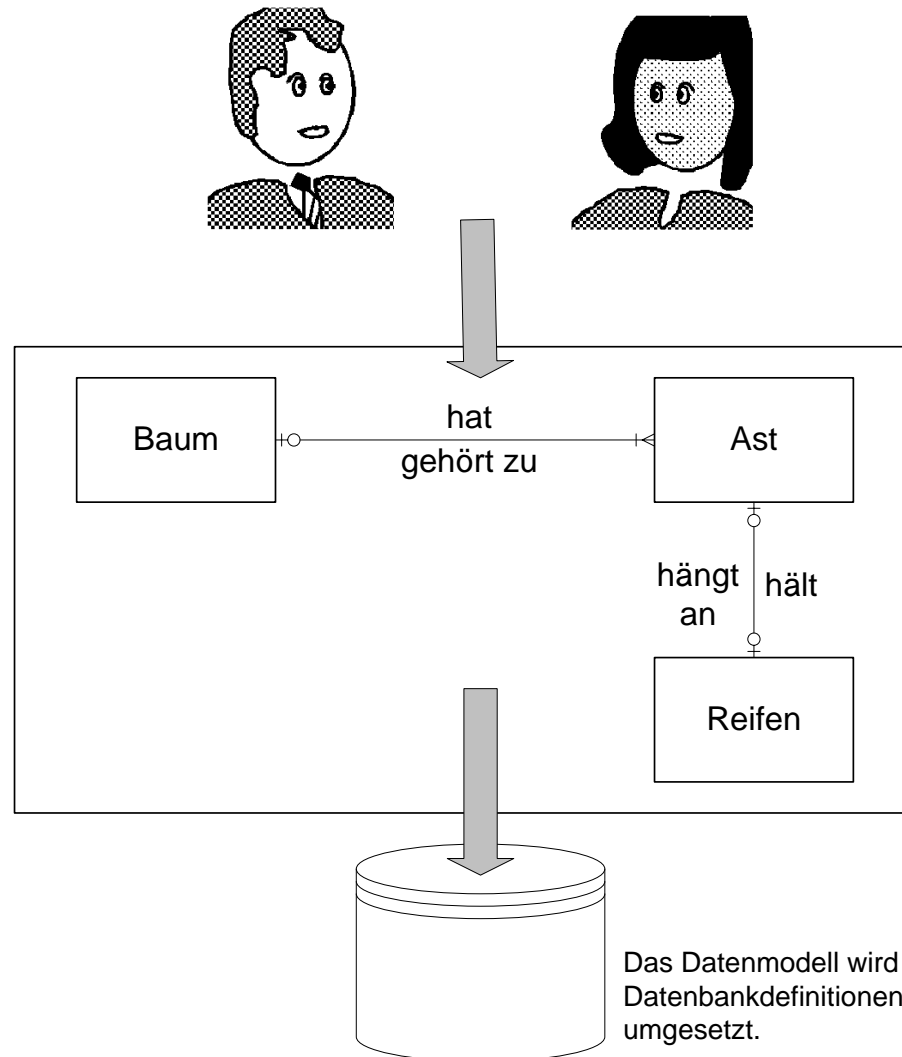 Baum
hat
gehört zu
Ast
hängt
an
hält
Reifen
Das Datenmodell wird
Datenbankdefinitionen
umgesetzt.